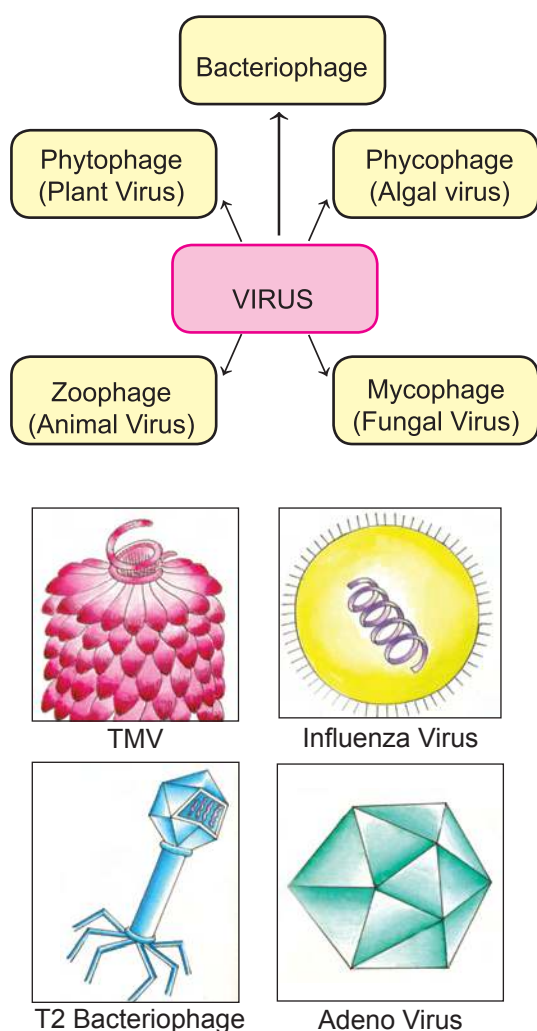 Bacteriophage
Phytophage
(Plant Virus)
Phycophage
(Algal virus)
VIRUS
Zoophage
(Animal Virus)
Mycophage
(Fungal Virus)
TMV
Influenza Virus
T2 Bacteriophage
Adeno Virus